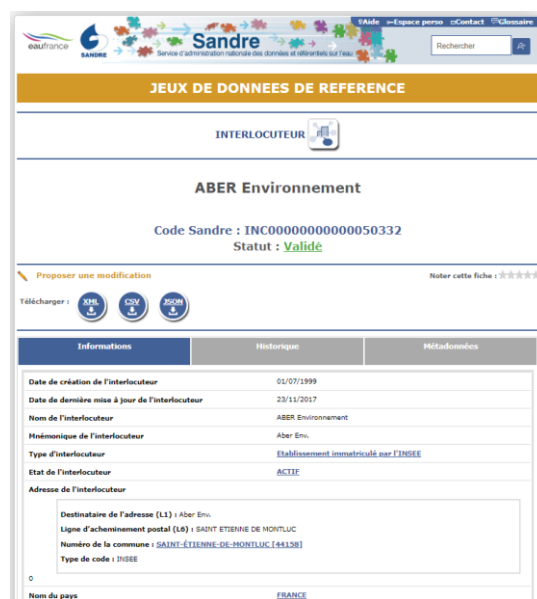 Aide Espace perso Contact Glossaire
eaufrance
SANDRE
Sandre
Service d'administration nationale des données et référentiels sur l'eau
Rechercher
JEUX DE DONNEES DE REFERENCE
INTERLOCUTEUR
ABER Environnement
Code Sandre : INC00000000000050332
Statut : Validé
Proposer une modification
Noter cette fiche :
Télécharger :
XML
CSV
JSON
Informations
Historique
Métadonnées
Date de création de l'interlocuteur 01/07/1999
Date de dernière mise à jour de l'interlocuteur 23/11/2017
Nom de l'interlocuteur ABER Environnement
Mnémonique de l'interlocuteur Aber Env.
Type d'interlocuteur Etablissement immatriculé par l'INSEE
Etat de l'interlocuteur ACTIF
Adresse de l'interlocuteur
Destinataire de l'adresse (L1) : Aber Env.
Ligne d'acheminement postal (L6) : SAINT ETIENNE DE MONTLUC
Numéro de la commune : SAINT-ÉTIENNE-DE-MONTLUC [44158]
Type de code : INSEE
0
Nom du pays FRANCE